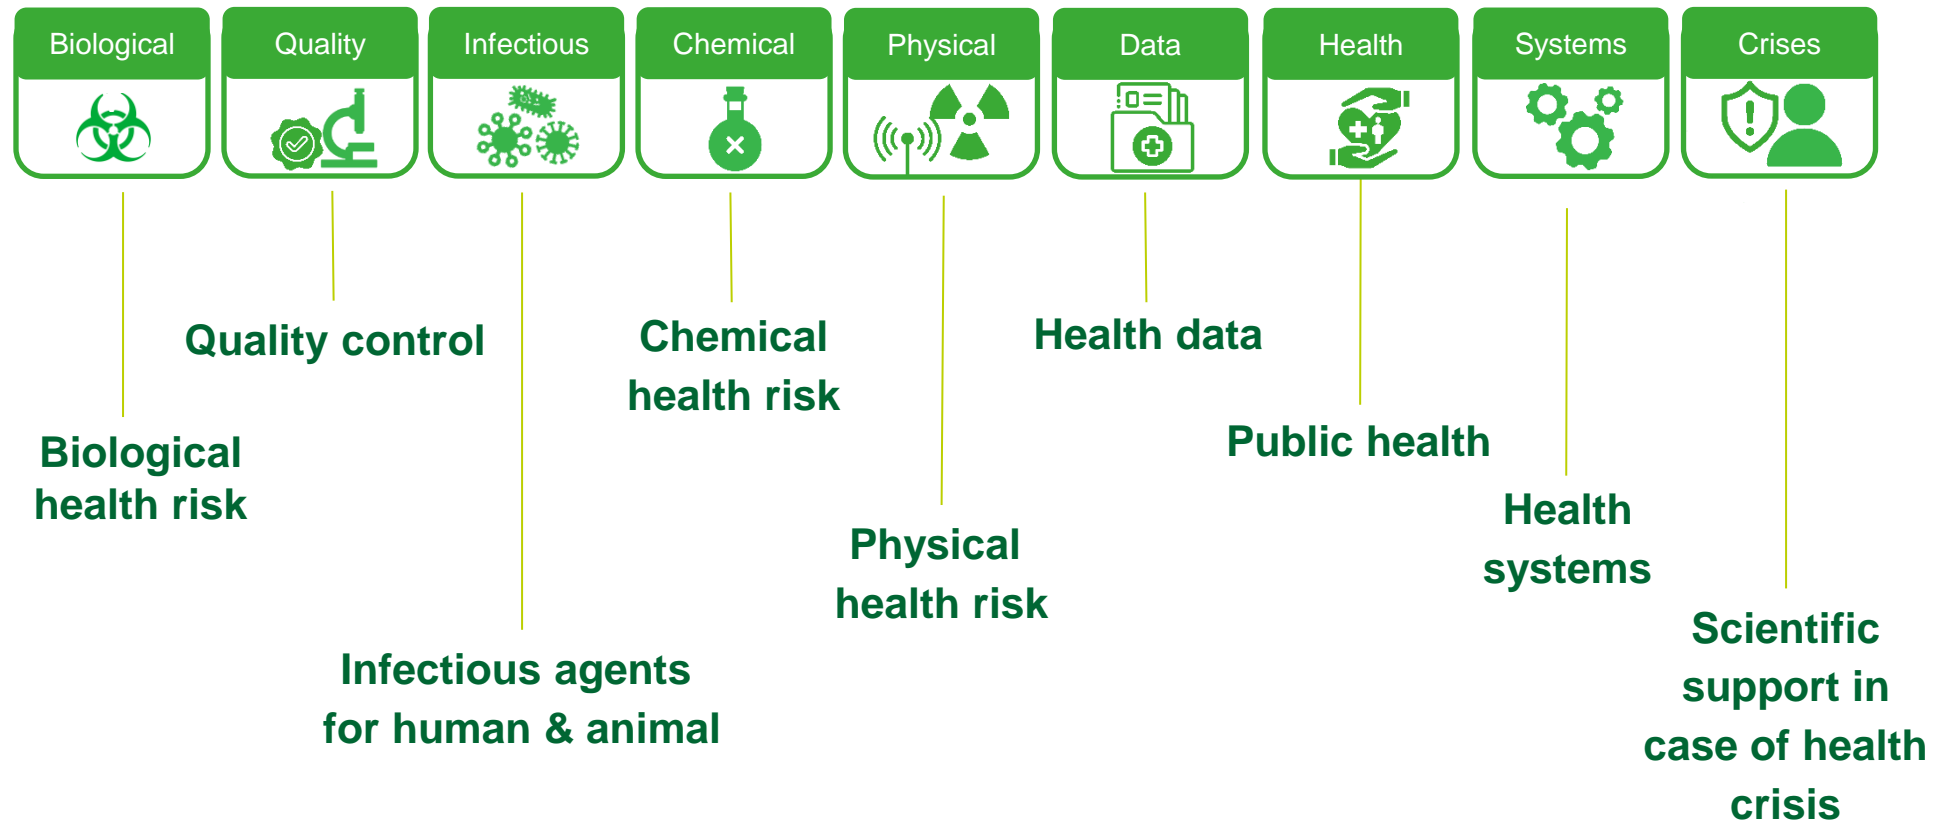 Biological
Quality
Infectious
Chemical
Physical
Data
Health
Systems
Crises
Biological
health risk
Quality control
Infectious agents
for human & animal
Chemical
health risk
Physical
health risk
Health data
Public health
Health
systems
Scientific
support in
case of health
crisis